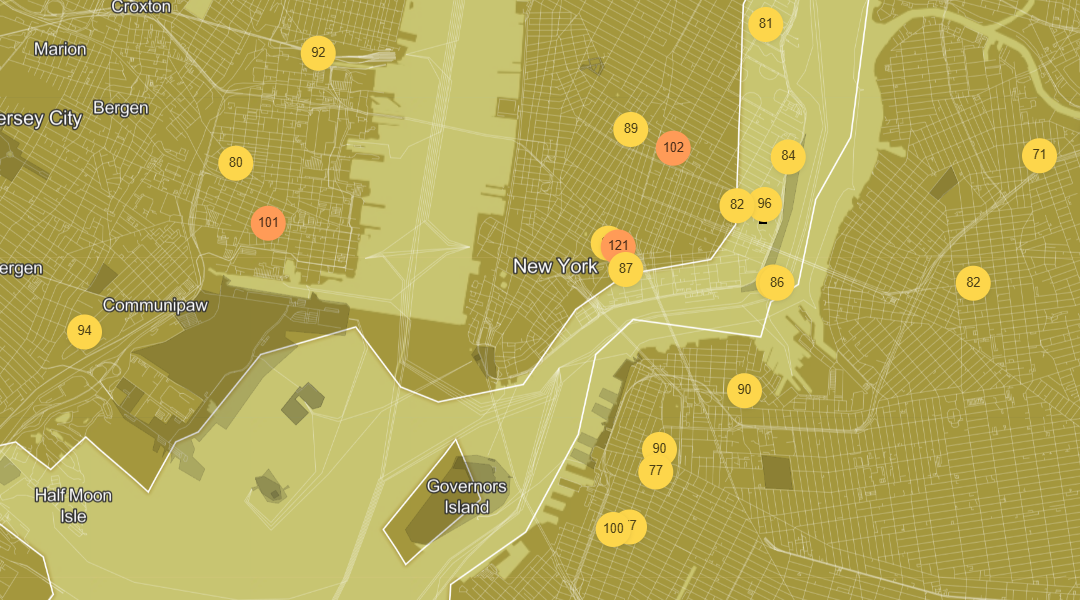 Croxton
81
Marion
92
Bergen
ersey City
89
102
80
84
71
82
96
101
121
New York
87
ergen
86
82
Communipaw
94
90
90
77
Governors
Island
Half Moon
Isle
100
7